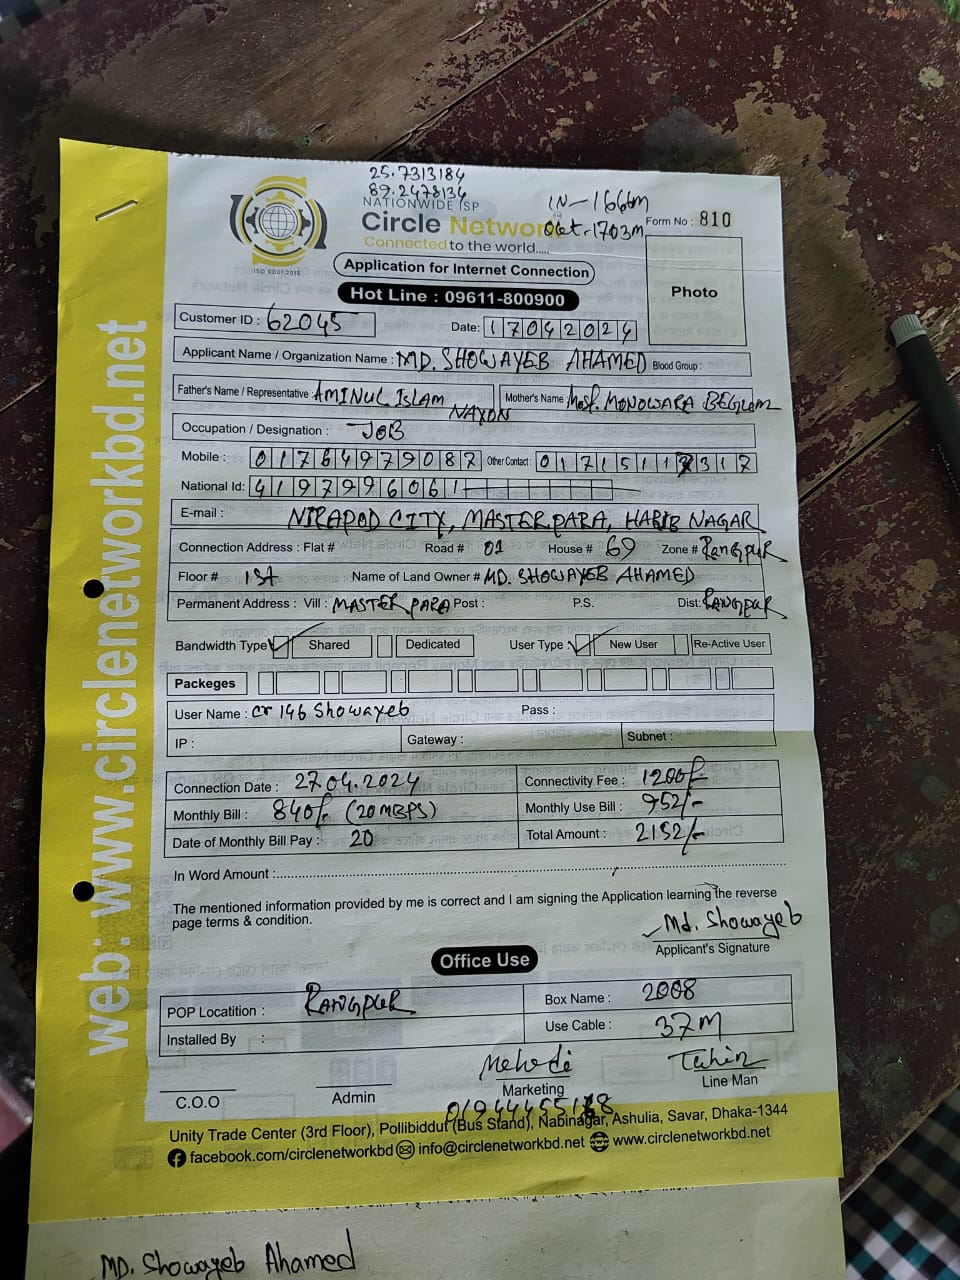 25.7313184
89.2478134
NATIONWIDE ISP
IN-1666m
Circle Network
Out-1703m
Form No : 810
Connected to the world.....
ISO 9001:2015
Application for Internet Connection
Photo
Hot Line : 09611-800900
Customer ID : 62045
Date: 17042024
Applicant Name / Organization Name : MD. SHOWAYEB AHAMED Blood Group :
Father's Name / Representative AMINUL ISLAM Mother's Name Mosf. MONOWARA BEGUM
NAYON
Occupation / Designation : JOB
Mobile : 01764979087 Other Contact : 0171511 317
National Id: 4197996061
E-mail : NIRAPOD CITY, MASTER PARA, HABIB NAGAR
Connection Address : Flat # Road # 01 House # 69 Zone # RANGPUR
Floor # 1ST Name of Land Owner # MD. SHOWAYEB AHAMED
Permanent Address : Vill : MASTER PARA Post : P.S. Dist: RANGPUR
Bandwidth Type Shared Dedicated User Type : New User Re-Active User
Packeges
User Name : cr146 Showayeb Pass :
IP : Gateway : Subnet :
Connection Date : 27.04.2024 Connectivity Fee : 1200/-
Monthly Bill : 840/- (20 MBPS) Monthly Use Bill : 952/-
Date of Monthly Bill Pay : 20 Total Amount : 2152/-
In Word Amount :
The mentioned information provided by me is correct and I am signing the Application learning the reverse
page terms & condition.
Md. Showayeb
Applicant's Signature
Office Use
POP Locatition : RANGPUR Box Name : 2008
Installed By : Use Cable : 37M
Mehedi Tuhin
C.O.O Admin Marketing Line Man
Unity Trade Center (3rd Floor), Pollibiddut (Bus Stand), Nabinagar, Ashulia, Savar, Dhaka-1344
facebook.com/circlenetworkbd info@circlenetworkbd.net www.circlenetworkbd.net
web: www.circlenetworkbd.net
MD. Showayeb Ahamed